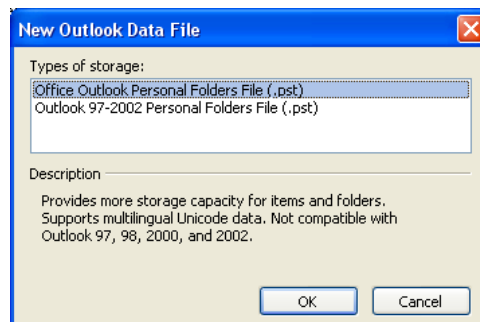 New Outlook Data File
Types of storage:
Office Outlook Personal Folders File (.pst)
Outlook 97-2002 Personal Folders File (.pst)
Description
Provides more storage capacity for items and folders.
Supports multilingual Unicode data. Not compatible with
Outlook 97, 98, 2000, and 2002.
OK
Cancel